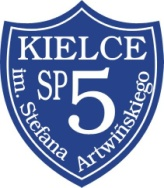 KIELCE
SP 5
im. Stefana Artwińskiego